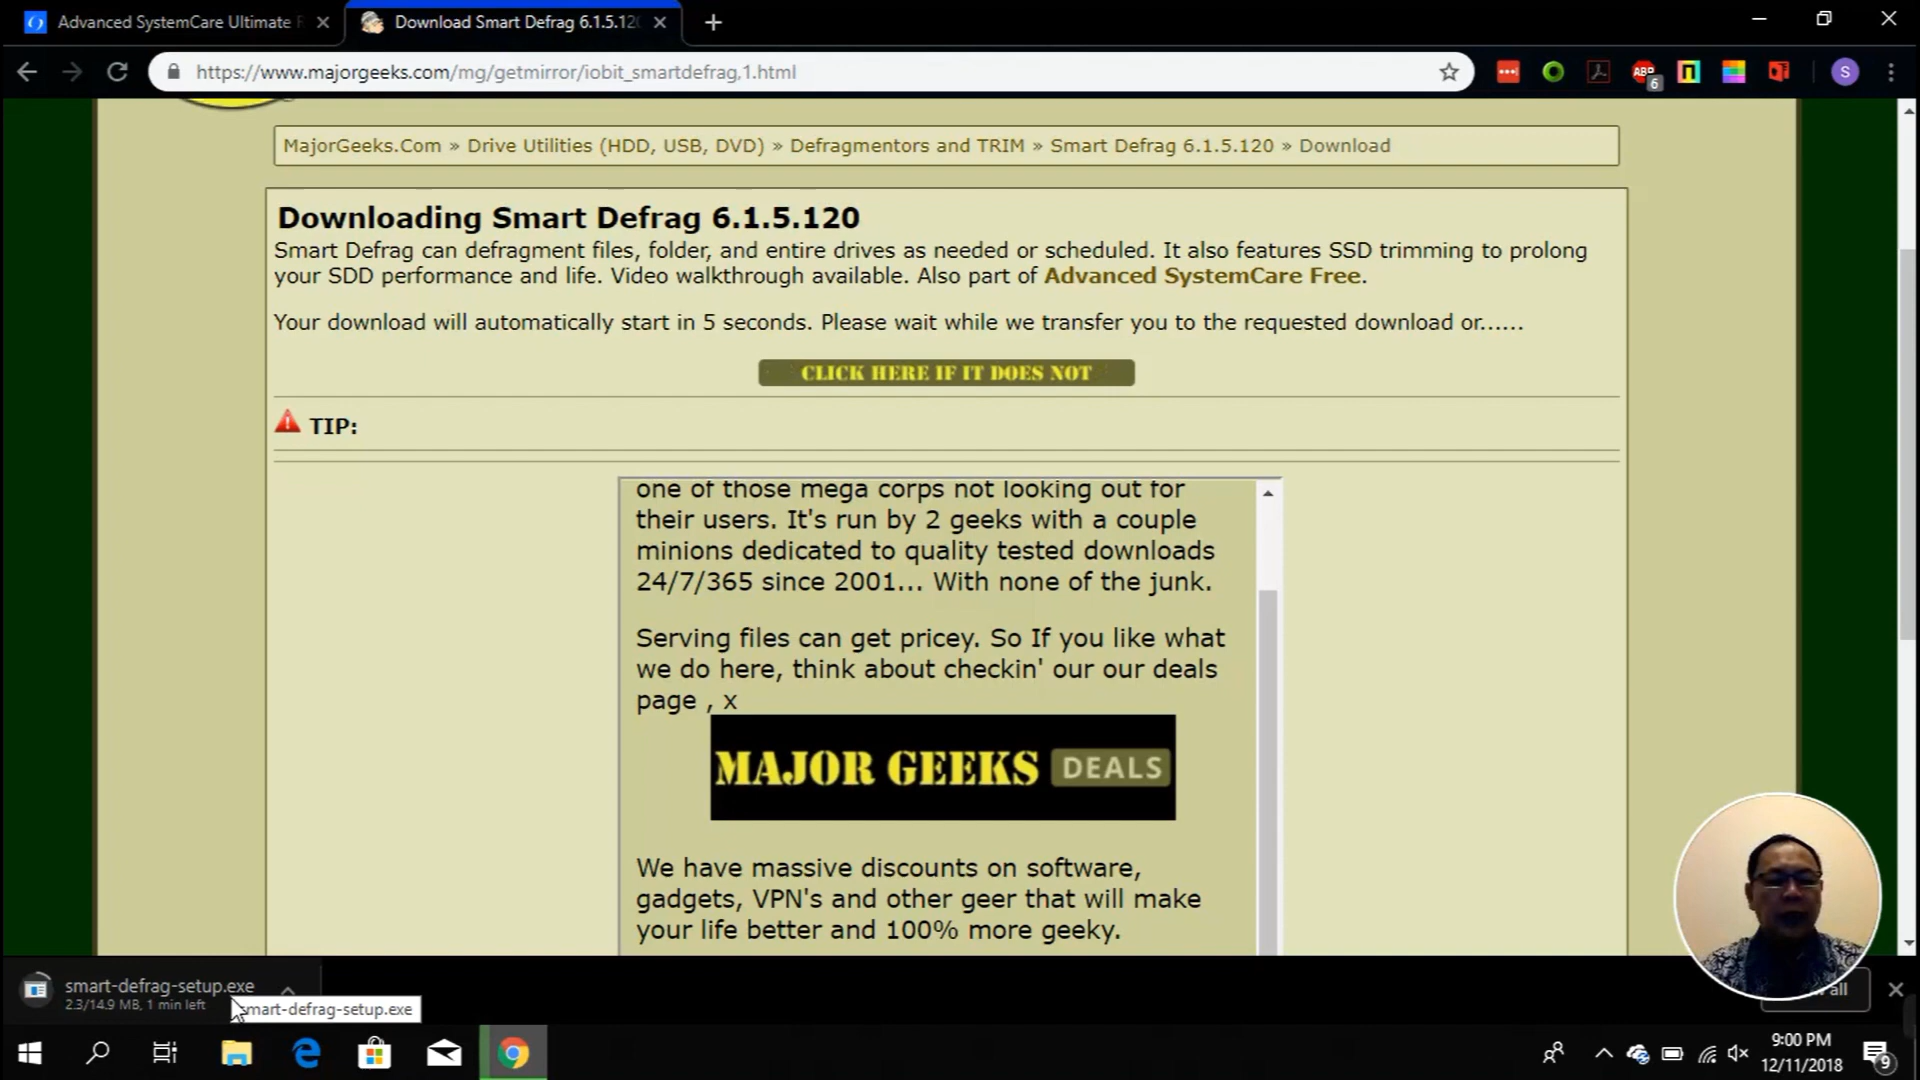 Advanced SystemCare Ultimate
Download Smart Defrag 6.1.5.12
https://www.majorgeeks.com/mg/getmirror/iobit_smartdefrag,1.html
ABP
6
S
MajorGeeks.Com » Drive Utilities (HDD, USB, DVD) » Defragmentors and TRIM » Smart Defrag 6.1.5.120 » Download
Downloading Smart Defrag 6.1.5.120
Smart Defrag can defragment files, folder, and entire drives as needed or scheduled. It also features SSD trimming to prolong
your SDD performance and life. Video walkthrough available. Also part of Advanced SystemCare Free.
Your download will automatically start in 5 seconds. Please wait while we transfer you to the requested download or......
CLICK HERE IF IT DOES NOT
TIP:
one of those mega corps not looking out for
their users. It's run by 2 geeks with a couple
minions dedicated to quality tested downloads
24/7/365 since 2001... With none of the junk.
Serving files can get pricey. So If you like what
we do here, think about checkin' our our deals
page , x
MAJOR GEEKS DEALS
We have massive discounts on software,
gadgets, VPN's and other geer that will make
your life better and 100% more geeky.
smart-defrag-setup.exe
2.3/14.9 MB, 1 min left
smart-defrag-setup.exe
all
9:00 PM
12/11/2018
9